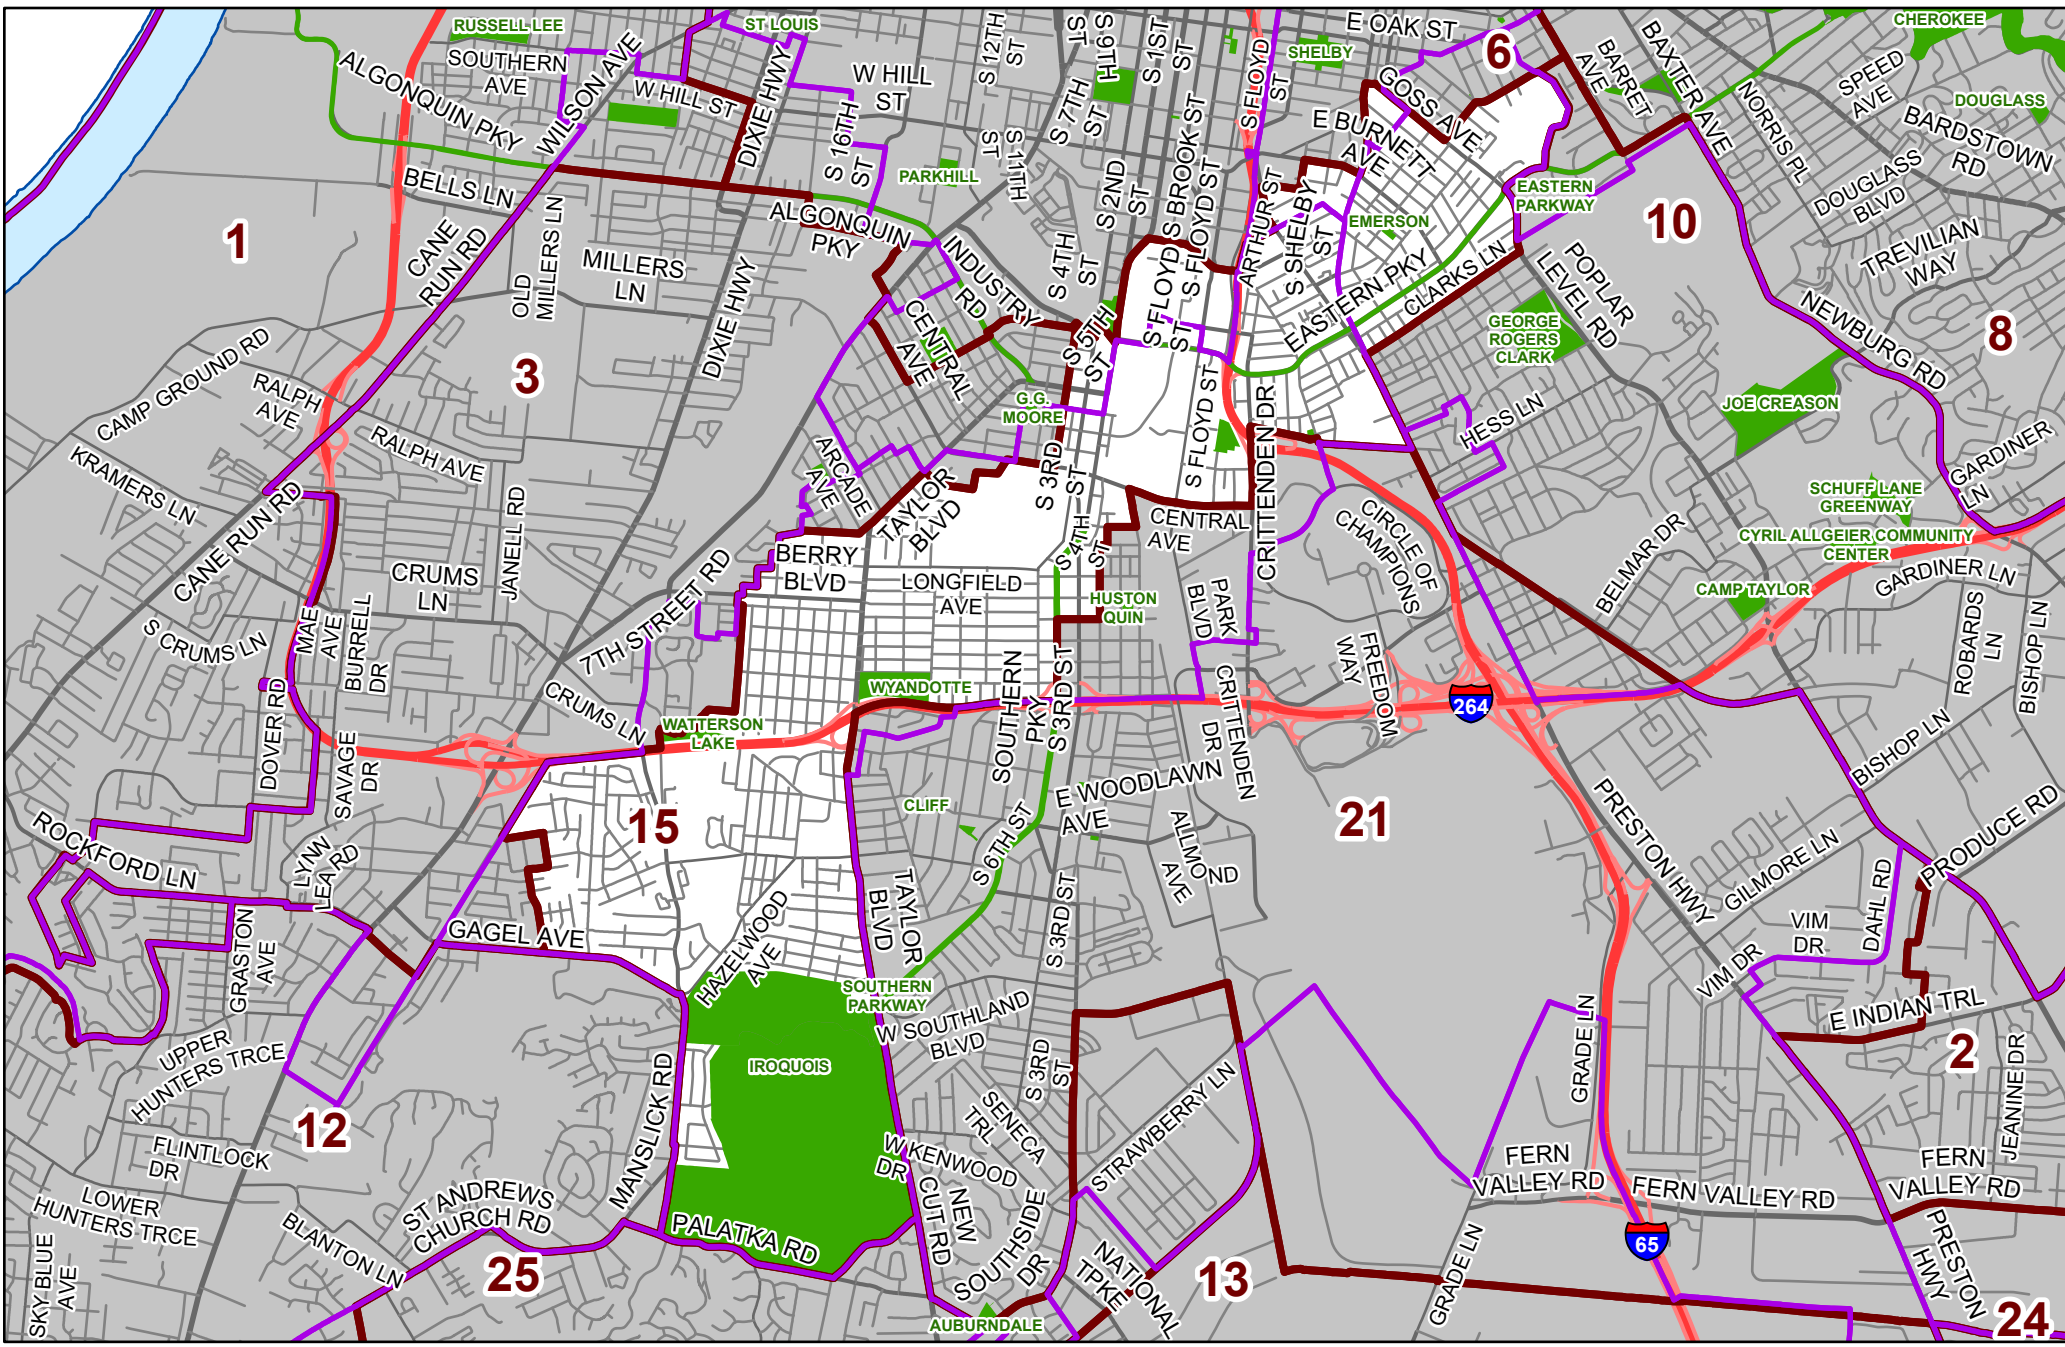 RUSSELL LEE
ST LOUIS
S 12TH
ST
ST
S 6TH
S 1ST
ST
E OAK ST
6
BARRET
AVE
BAXTER AVE
CHEROKEE
SOUTHERN
AVE
WILSON AVE
ALGONQUIN PKY
W HILL ST
DIXIE HWY
W HILL
ST
S 7TH
ST
S FLOYD
ST
SHELBY
GOSS AVE
SPEED
AVE
DOUGLASS
NORRIS PL
BARDSTOWN
RD
S 16TH
ST
S 11TH
ST
PARKHILL
S 2ND
ST
S BROOK ST
S FLOYD ST
E BURNETT
AVE
DOUGLASS
BLVD
BELLS LN
ALGONQUIN
PKY
ARTHUR ST
S SHELBY
ST
EMERSON
EASTERN
PARKWAY
10
1
CANE
RUN RD
OLD
MILLERS LN
MILLERS
LN
DIXIE HWY
INDUSTRY
RD
S 4TH
ST
S FLOYD
ST
EASTERN PKY
CLARKS LN
POPLAR
LEVEL RD
TREVILIAN
WAY
NEWBURG RD
8
CAMP GROUND RD
RALPH
AVE
3
CENTRAL
AVE
S 5TH
ST
GEORGE
ROGERS
CLARK
G.G.
MOORE
S FLOYD ST
CRITTENDEN DR
HESS LN
JOE CREASON
KRAMERS LN
RALPH AVE
ARCADE
AVE
S 3RD
ST
GARDINER
LN
CANE RUN RD
JANELL RD
TAYLOR
BLVD
CENTRAL
AVE
CIRCLE OF
CHAMPIONS
SCHUFF LANE
GREENWAY
CYRIL ALLGEIER COMMUNITY
CENTER
BERRY
BLVD
LONGFIELD
AVE
S 4TH
ST
BELMAR DR
GARDINER LN
CAMP TAYLOR
CRUMS
LN
7TH STREET RD
HUSTON
QUIN
PARK
BLVD
S CRUMS LN
MAE
AVE
BURRELL
DR
FREEDOM
WAY
ROBARDS
LN
BISHOP LN
CRUMS LN
WYANDOTTE
WATTERSON
LAKE
SOUTHERN
PKY
S 3RD ST
CRITTENDEN
DR
264
DOVER RD
SAVAGE
DR
BISHOP LN
CLIFF
E WOODLAWN
AVE
PRESTON HWY
15
21
ROCKFORD LN
LYNN
LEA RD
S 6TH ST
ALLMOND
AVE
GILMORE LN
PRODUCE RD
GAGEL AVE
HAZELWOOD
AVE
TAYLOR
BLVD
S 3RD ST
VIM
DR
DAHL RD
GRASTON
AVE
SOUTHERN
PARKWAY
VIM DR
W SOUTHLAND
BLVD
E INDIAN TRL
UPPER
HUNTERS TRCE
IROQUOIS
S 3RD
ST
STRAWBERRY LN
GRADE LN
2
JEANINE DR
12
MANSLICK RD
SENECA
TRL
FLINTLOCK
DR
W KENWOOD
DR
FERN
VALLEY RD
FERN VALLEY RD
FERN
VALLEY RD
LOWER
HUNTERS TRCE
ST ANDREWS
CHURCH RD
PALATKA RD
NEW
CUT RD
SOUTHSIDE
DR
NATIONAL
TPKE
65
BLANTON LN
25
13
GRADE LN
PRESTON
HWY
SKY BLUE
AVE
AUBURNDALE
24